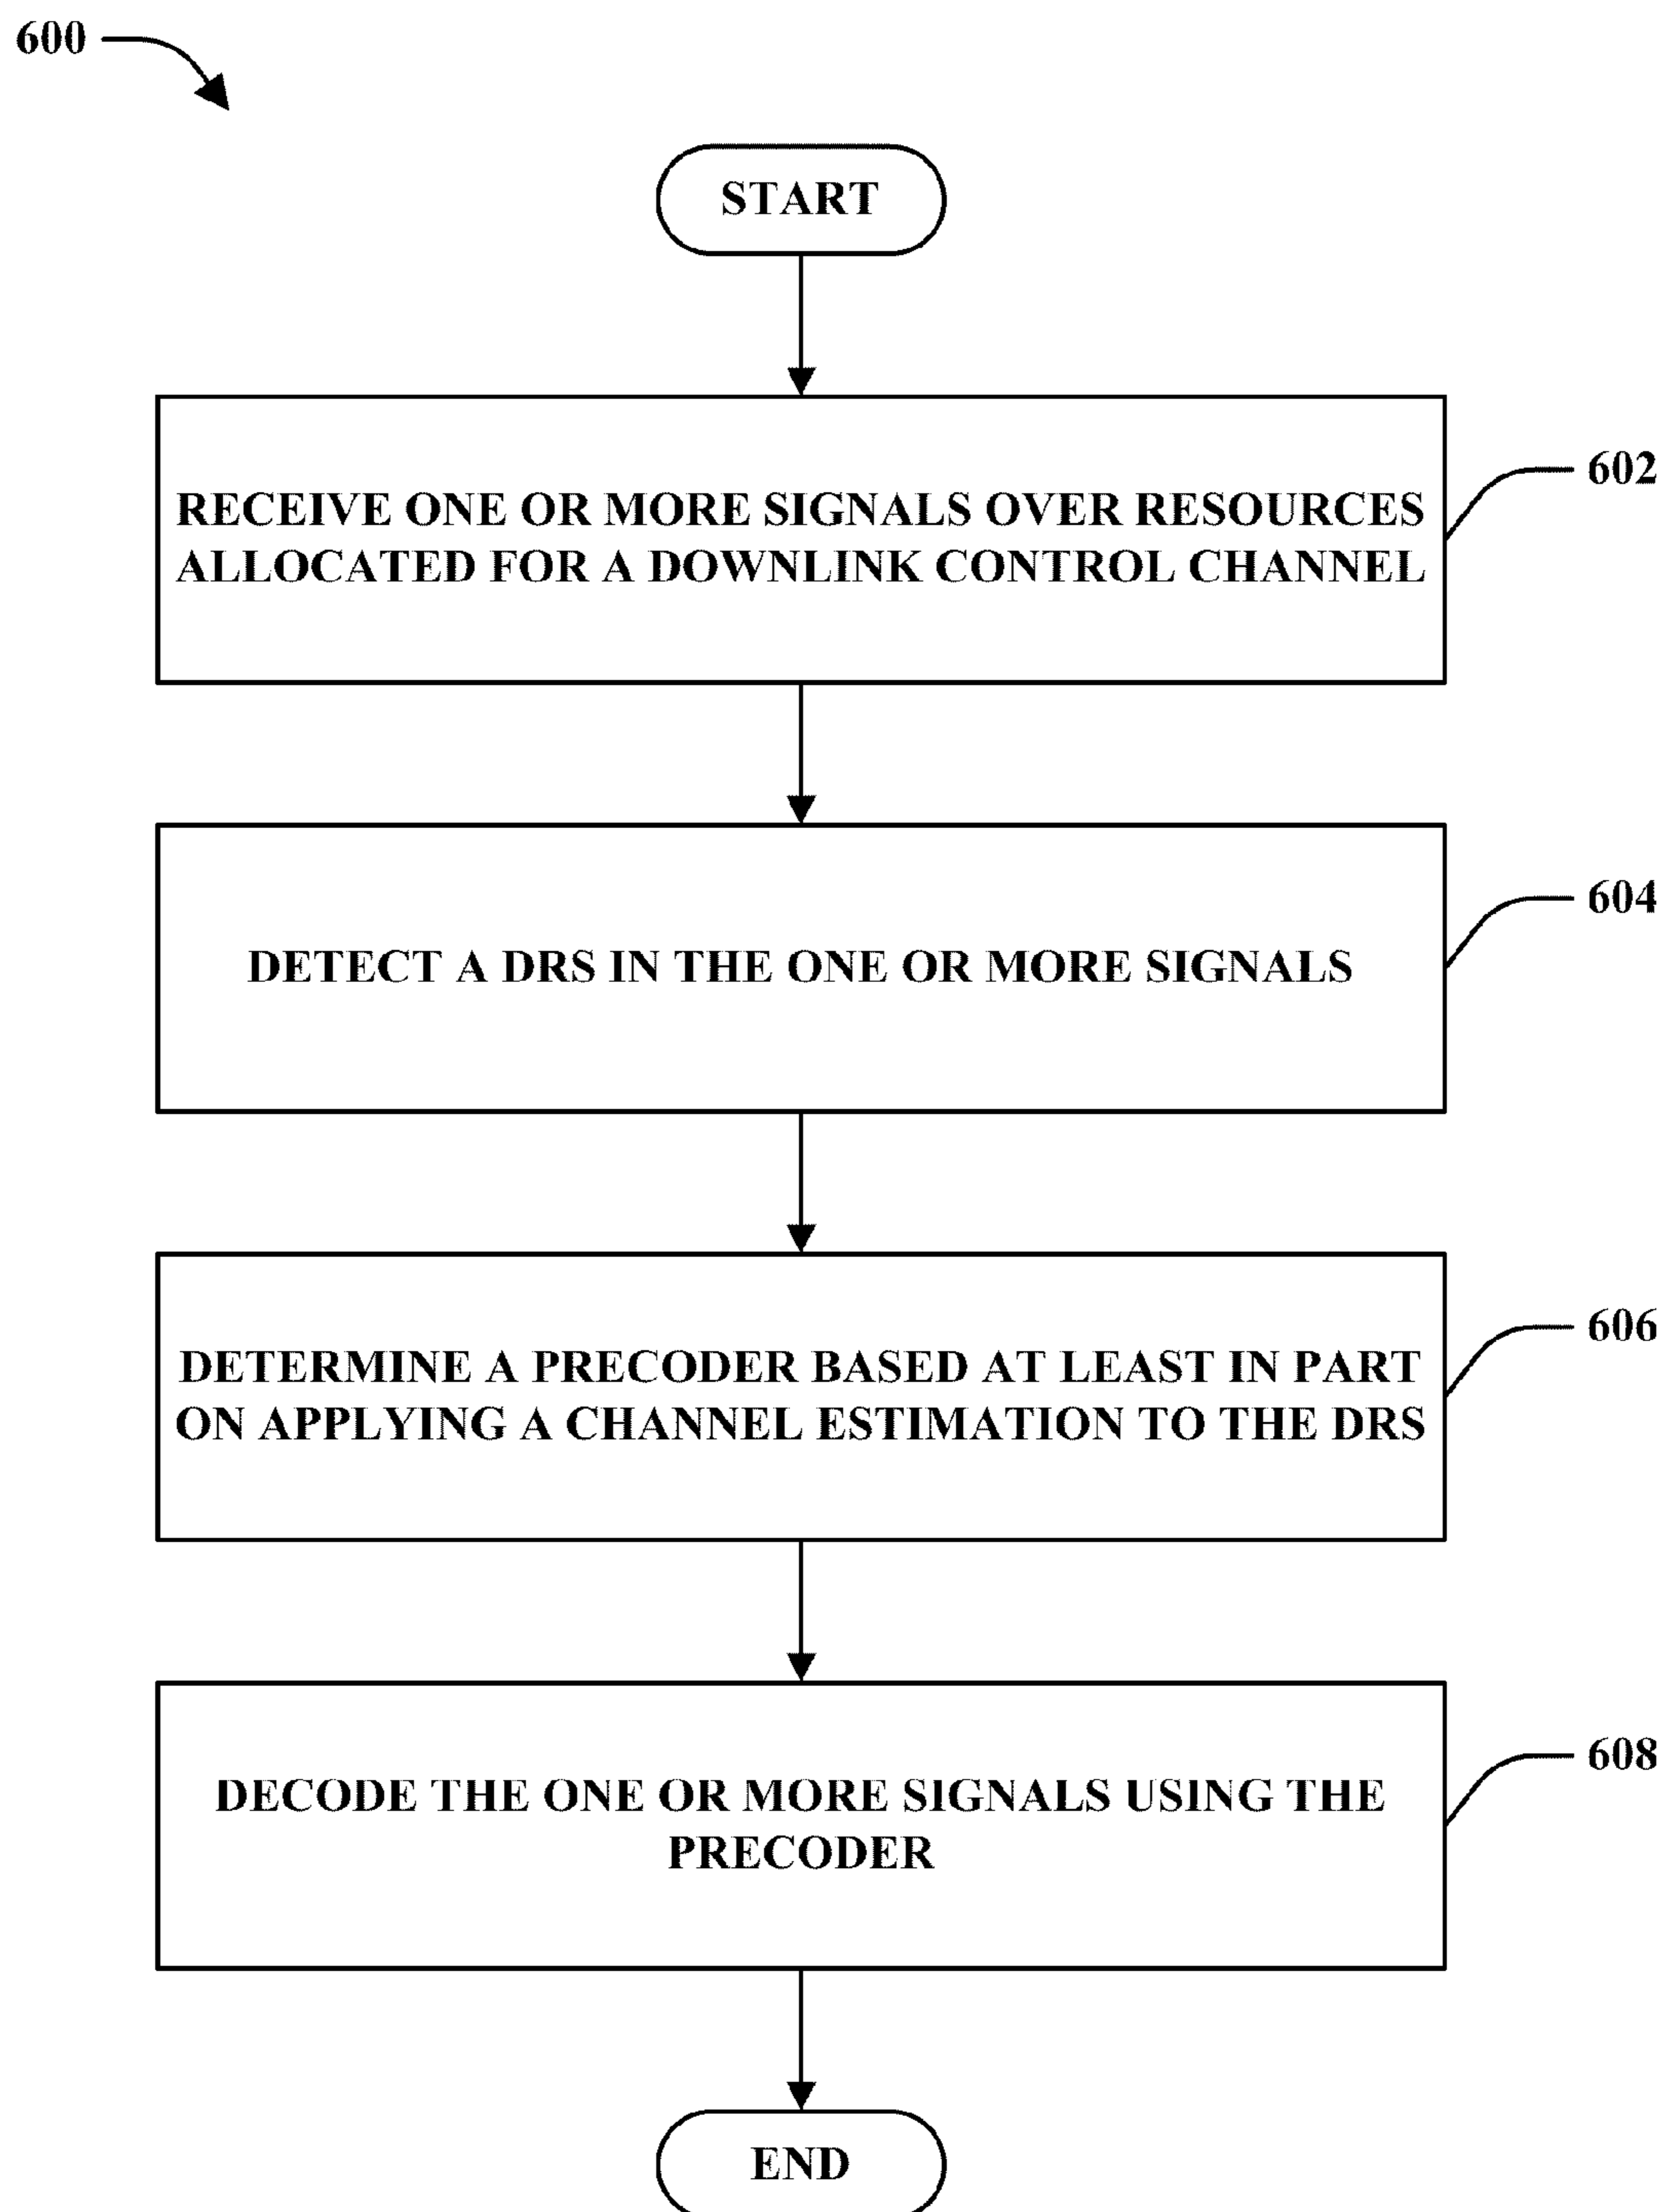 600
START
RECEIVE ONE OR MORE SIGNALS OVER RESOURCES
ALLOCATED FOR A DOWNLINK CONTROL CHANNEL
602
DETECT A DRS IN THE ONE OR MORE SIGNALS
604
DETERMINE A PRECODER BASED AT LEAST IN PART
ON APPLYING A CHANNEL ESTIMATION TO THE DRS
606
DECODE THE ONE OR MORE SIGNALS USING THE
PRECODER
608
END